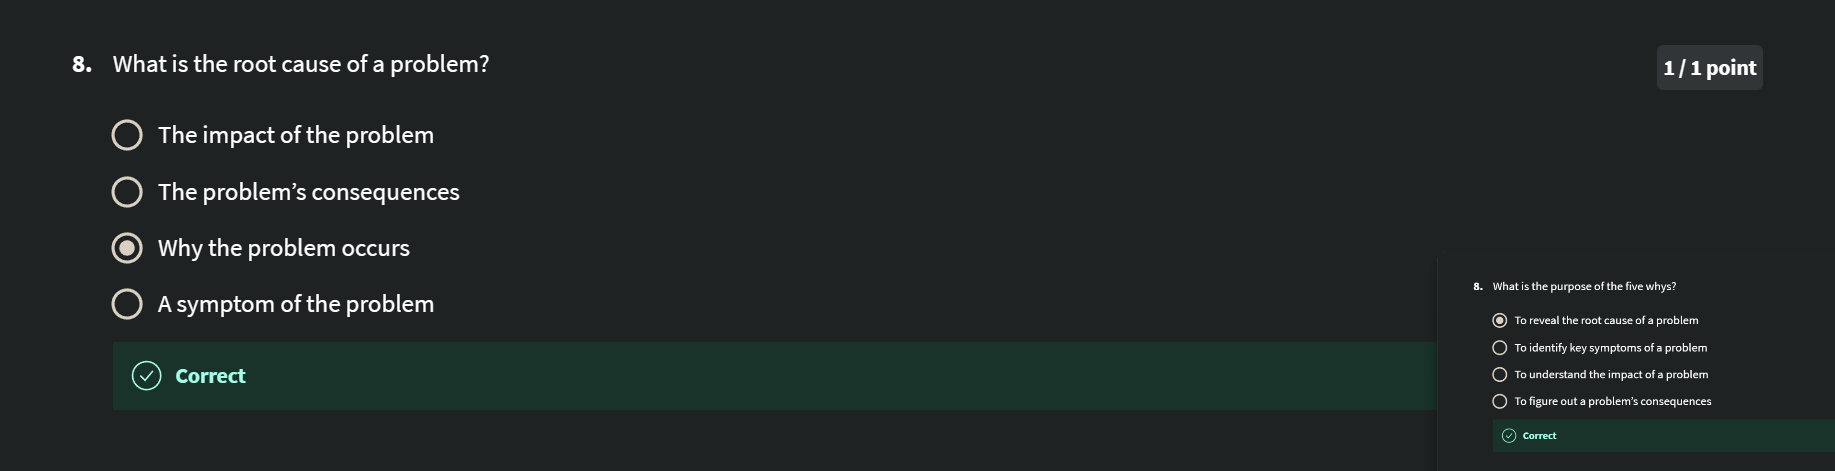 8. What is the root cause of a problem?
1 / 1 point
The impact of the problem
The problem’s consequences
Why the problem occurs
A symptom of the problem
Correct
8. What is the purpose of the five whys?
To reveal the root cause of a problem
To identify key symptoms of a problem
To understand the impact of a problem
To figure out a problem’s consequences
Correct